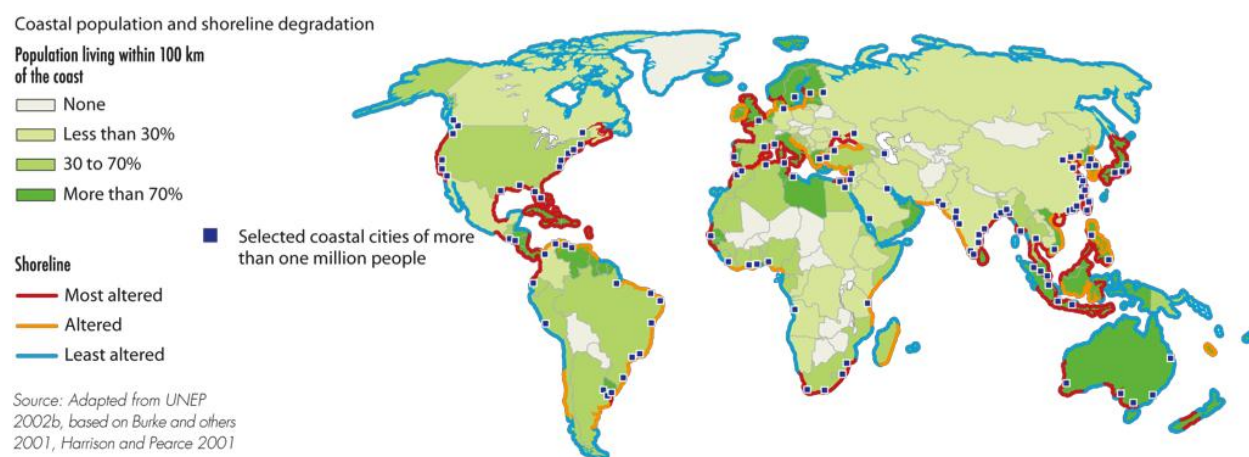 Coastal population and shoreline degradation
Population living within 100 km
of the coast
None
Less than 30%
30 to 70%
More than 70%
Selected coastal cities of more
than one million people
Shoreline
Most altered
Altered
Least altered
Source: Adapted from UNEP
2002b, based on Burke and others
2001, Harrison and Pearce 2001